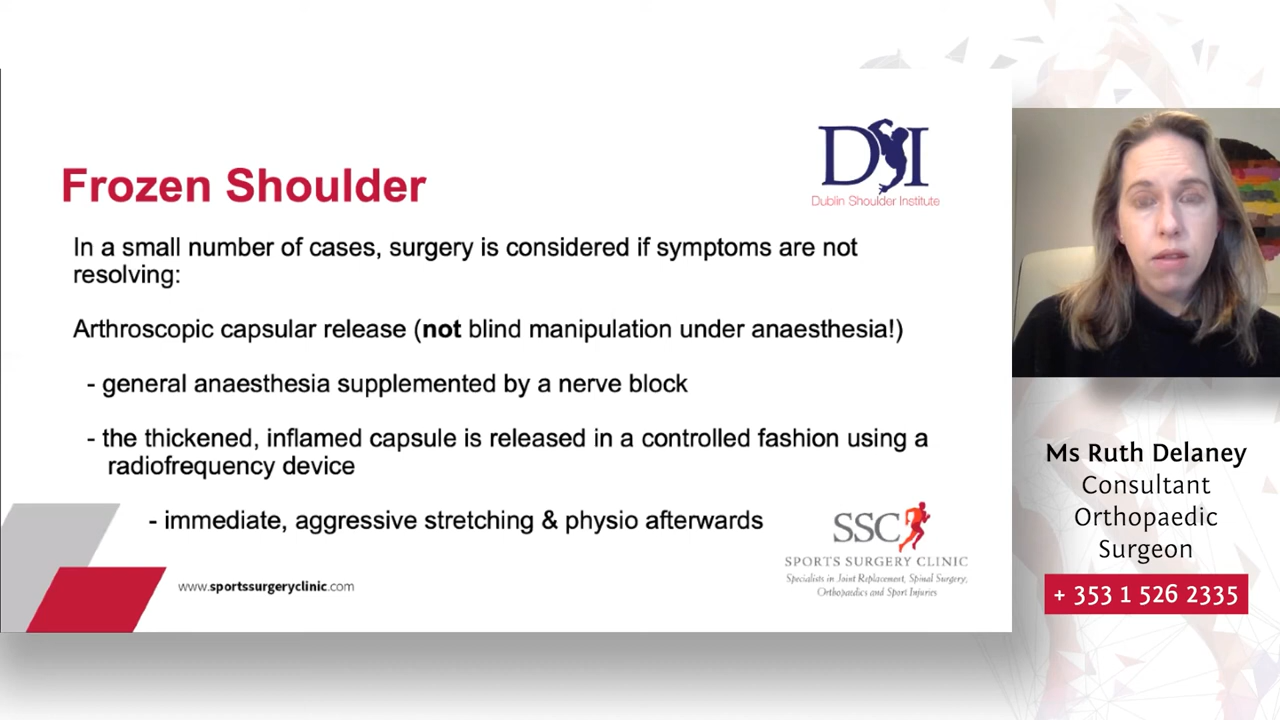 DSI
Dublin Shoulder Institute
Frozen Shoulder
In a small number of cases, surgery is considered if symptoms are not
resolving:
Arthroscopic capsular release (not blind manipulation under anaesthesia!)
- general anaesthesia supplemented by a nerve block
- the thickened, inflamed capsule is released in a controlled fashion using a
radiofrequency device
- immediate, aggressive stretching & physio afterwards
SSC
SPORTS SURGERY CLINIC
Specialists in Joint Replacement, Spinal Surgery,
Orthopaedics and Sport Injuries
www.sportssurgeryclinic.com
Ms Ruth Delaney
Consultant
Orthopaedic
Surgeon
+ 353 1 526 2335